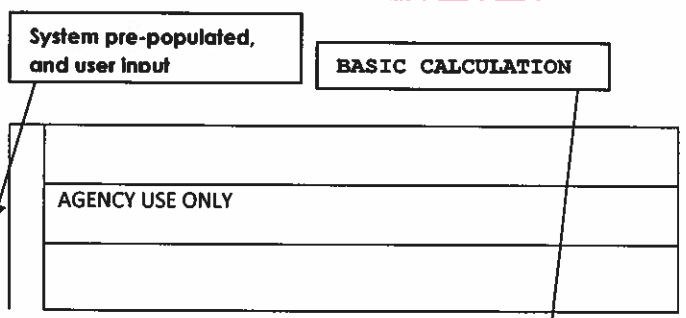 System pre-populated,
and user input
BASIC CALCULATION
AGENCY USE ONLY